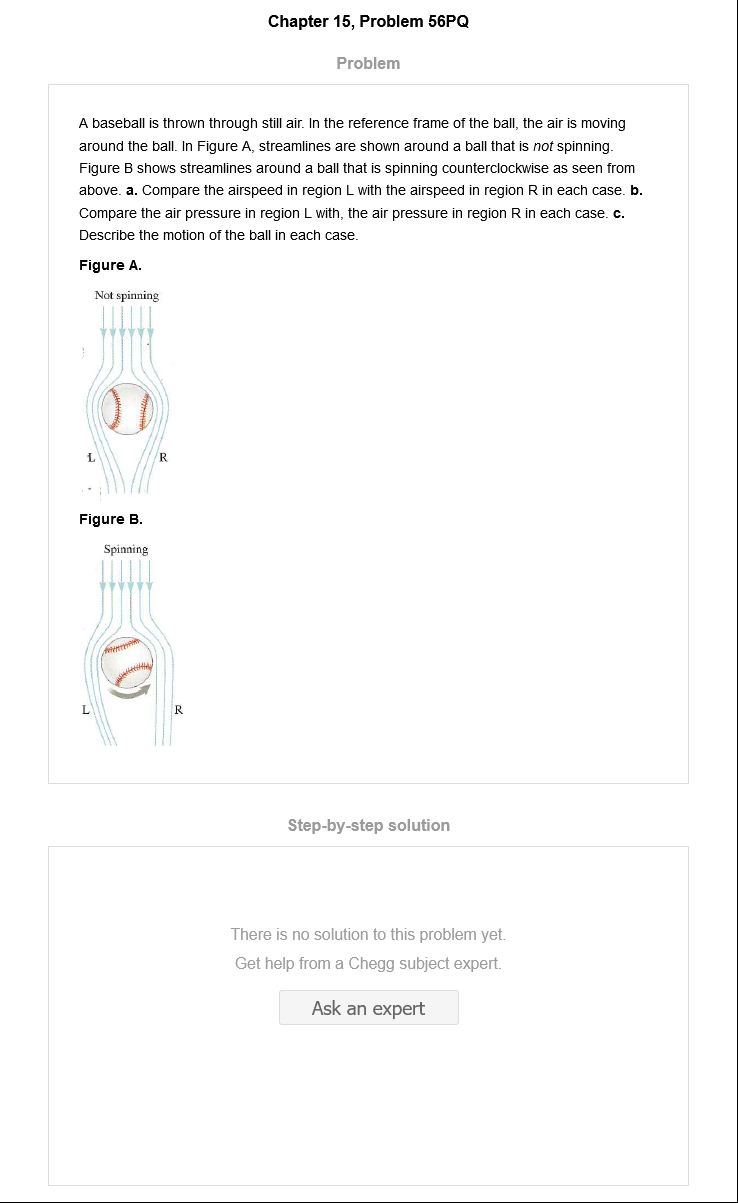 Chapter 15, Problem 56PQ
Problem
A baseball is thrown through still air. In the reference frame of the ball, the air is moving
around the ball. In Figure A, streamlines are shown around a ball that is not spinning.
Figure B shows streamlines around a ball that is spinning counterclockwise as seen from
above. a. Compare the airspeed in region L with the airspeed in region R in each case. b.
Compare the air pressure in region L with, the air pressure in region R in each case. c.
Describe the motion of the ball in each case.
Figure A.
Not spinning
L R
Figure B.
Spinning
L R
Step-by-step solution
There is no solution to this problem yet.
Get help from a Chegg subject expert.
Ask an expert